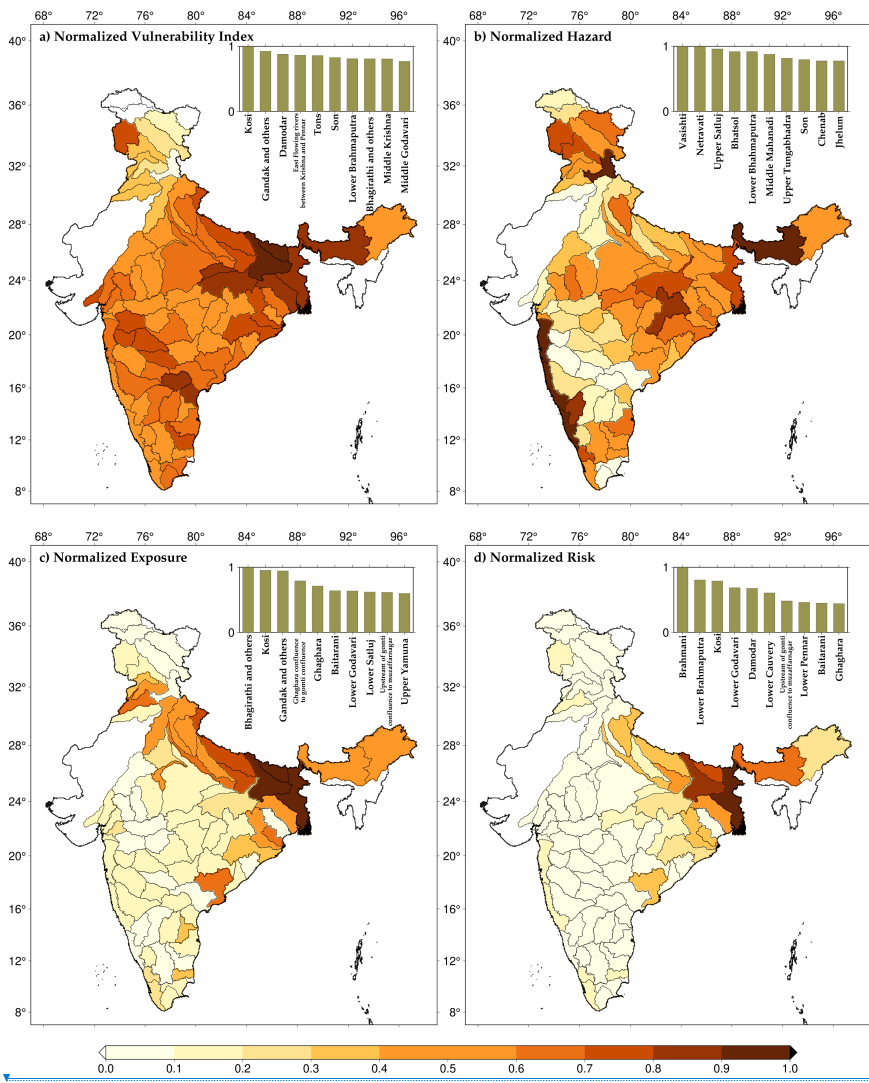 68° 72° 76° 80° 84° 88° 92° 96° 68° 72° 76° 80° 84° 88° 92° 96°
40° 36° 32° 28° 24° 20° 16° 12° 8°
a) Normalized Vulnerability Index
1
0
Kosi
Gandak and others
Damodar
East Flowing rivers
between Krishna and Pennar
Tons
Son
Lower Brahmaputra
Bhagirathi and others
Middle Krishna
Middle Godavari
40° 36° 32° 28° 24° 20° 16° 12° 8°
b) Normalized Hazard
1
0
Vasishti
Netravati
Upper Satluj
Bhatsol
Lower Bhahmaputra
Middle Mahanadi
Upper Tungabhadra
Son
Chenab
Jhelum
68° 72° 76° 80° 84° 88° 92° 96° 68° 72° 76° 80° 84° 88° 92° 96°
40° 36° 32° 28° 24° 20° 16° 12° 8°
c) Normalized Exposure
1
0
Bhagirathi and others
Kosi
Gandak and others
Ghaghara confluence
to gomti confluence
Ghaghara
Baitarani
Lower Godavari
Lower Satluj
Upstream of gomti
confluence to muzaffarnagar
Upper Yamuna
40° 36° 32° 28° 24° 20° 16° 12° 8°
d) Normalized Risk
1
0
Brahmani
Lower Brahmaputra
Kosi
Lower Godavari
Damodar
Lower Cauvery
Upstream of gomti
confluence to muzaffarnagar
Lower Pennar
Baitarani
Ghaghara
0.0 0.1 0.2 0.3 0.4 0.5 0.6 0.7 0.8 0.9 1.0